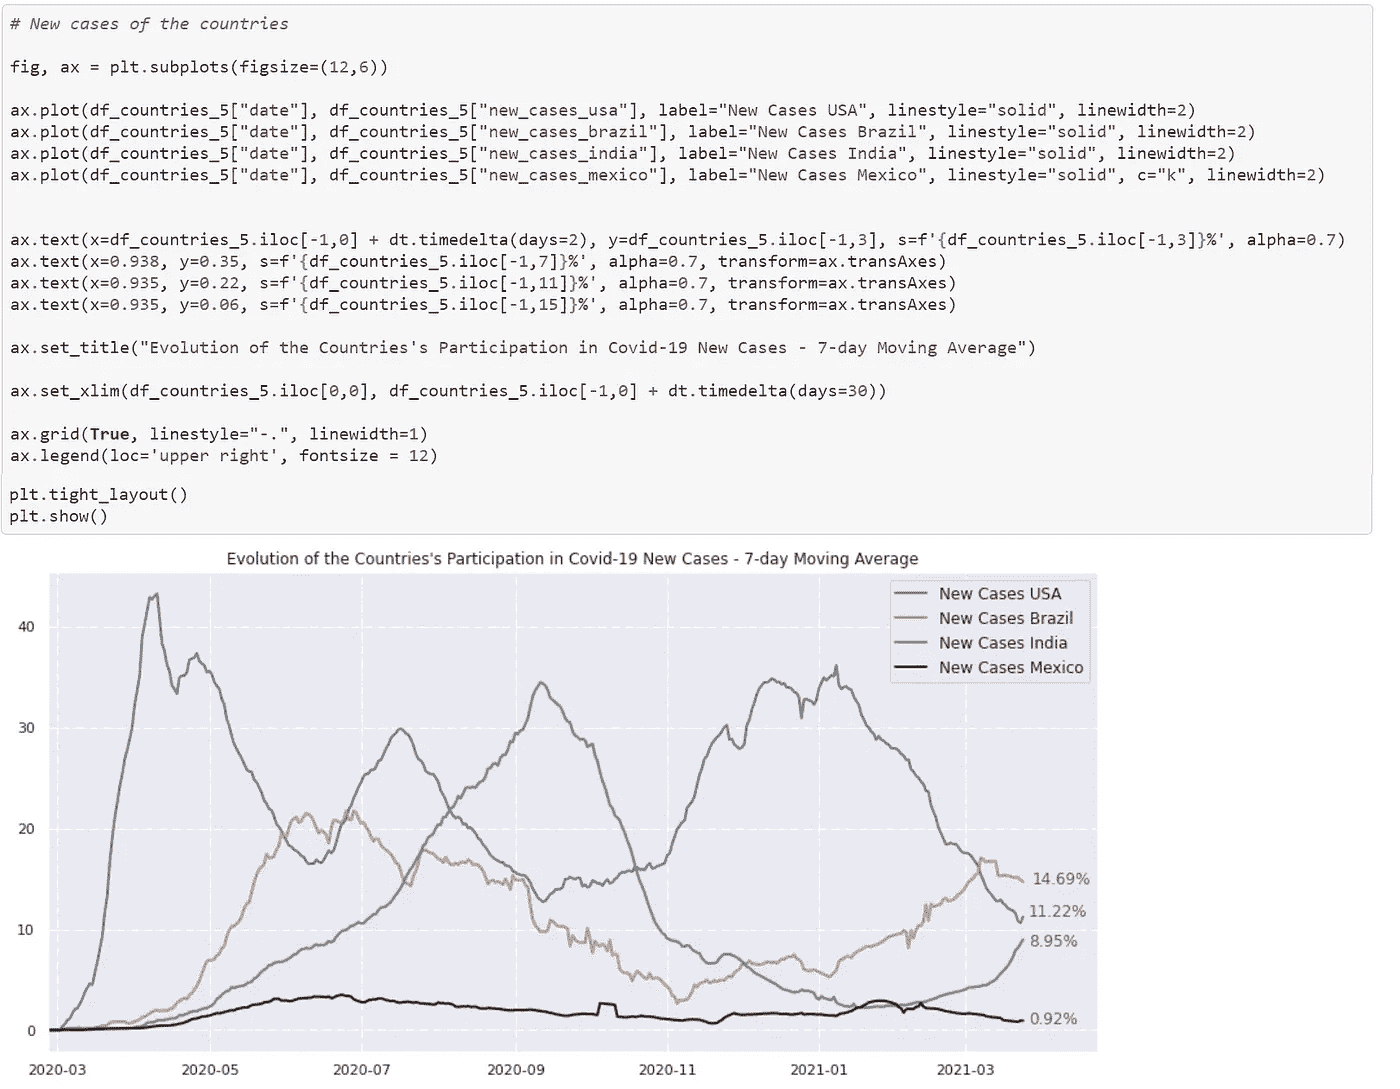 # New cases of the countries
fig, ax = plt.subplots(figsize=(12,6))
ax.plot(df_countries_5["date"], df_countries_5["new_cases_usa"], label="New Cases USA", linestyle="solid", linewidth=2)
ax.plot(df_countries_5["date"], df_countries_5["new_cases_brazil"], label="New Cases Brazil", linestyle="solid", linewidth=2)
ax.plot(df_countries_5["date"], df_countries_5["new_cases_india"], label="New Cases India", linestyle="solid", linewidth=2)
ax.plot(df_countries_5["date"], df_countries_5["new_cases_mexico"], label="New Cases Mexico", linestyle="solid", c="k", linewidth=2)
ax.text(x=df_countries_5.iloc[-1,0] + dt.timedelta(days=2), y=df_countries_5.iloc[-1,3], s=f'{df_countries_5.iloc[-1,3]}%', alpha=0.7)
ax.text(x=0.938, y=0.35, s=f'{df_countries_5.iloc[-1,7]}%', alpha=0.7, transform=ax.transAxes)
ax.text(x=0.935, y=0.22, s=f'{df_countries_5.iloc[-1,11]}%', alpha=0.7, transform=ax.transAxes)
ax.text(x=0.935, y=0.06, s=f'{df_countries_5.iloc[-1,15]}%', alpha=0.7, transform=ax.transAxes)
ax.set_title("Evolution of the Countries's Participation in Covid-19 New Cases - 7-day Moving Average")
ax.set_xlim(df_countries_5.iloc[0,0], df_countries_5.iloc[-1,0] + dt.timedelta(days=30))
ax.grid(True, linestyle="-.", linewidth=1)
ax.legend(loc='upper right', fontsize = 12)
plt.tight_layout()
plt.show()
Evolution of the Countries's Participation in Covid-19 New Cases - 7-day Moving Average
New Cases USA
New Cases Brazil
New Cases India
New Cases Mexico
40
30
20
10
0
14.69%
11.22%
8.95%
0.92%
2020-03
2020-05
2020-07
2020-09
2020-11
2021-01
2021-03